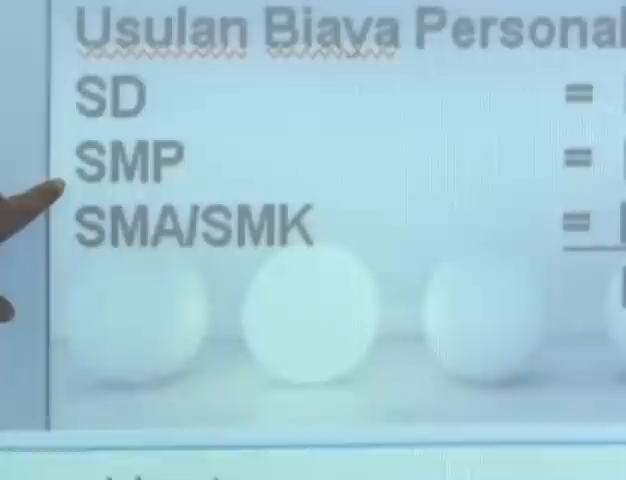 Usulan Biaya Personal
SD =
SMP =
SMA/SMK =